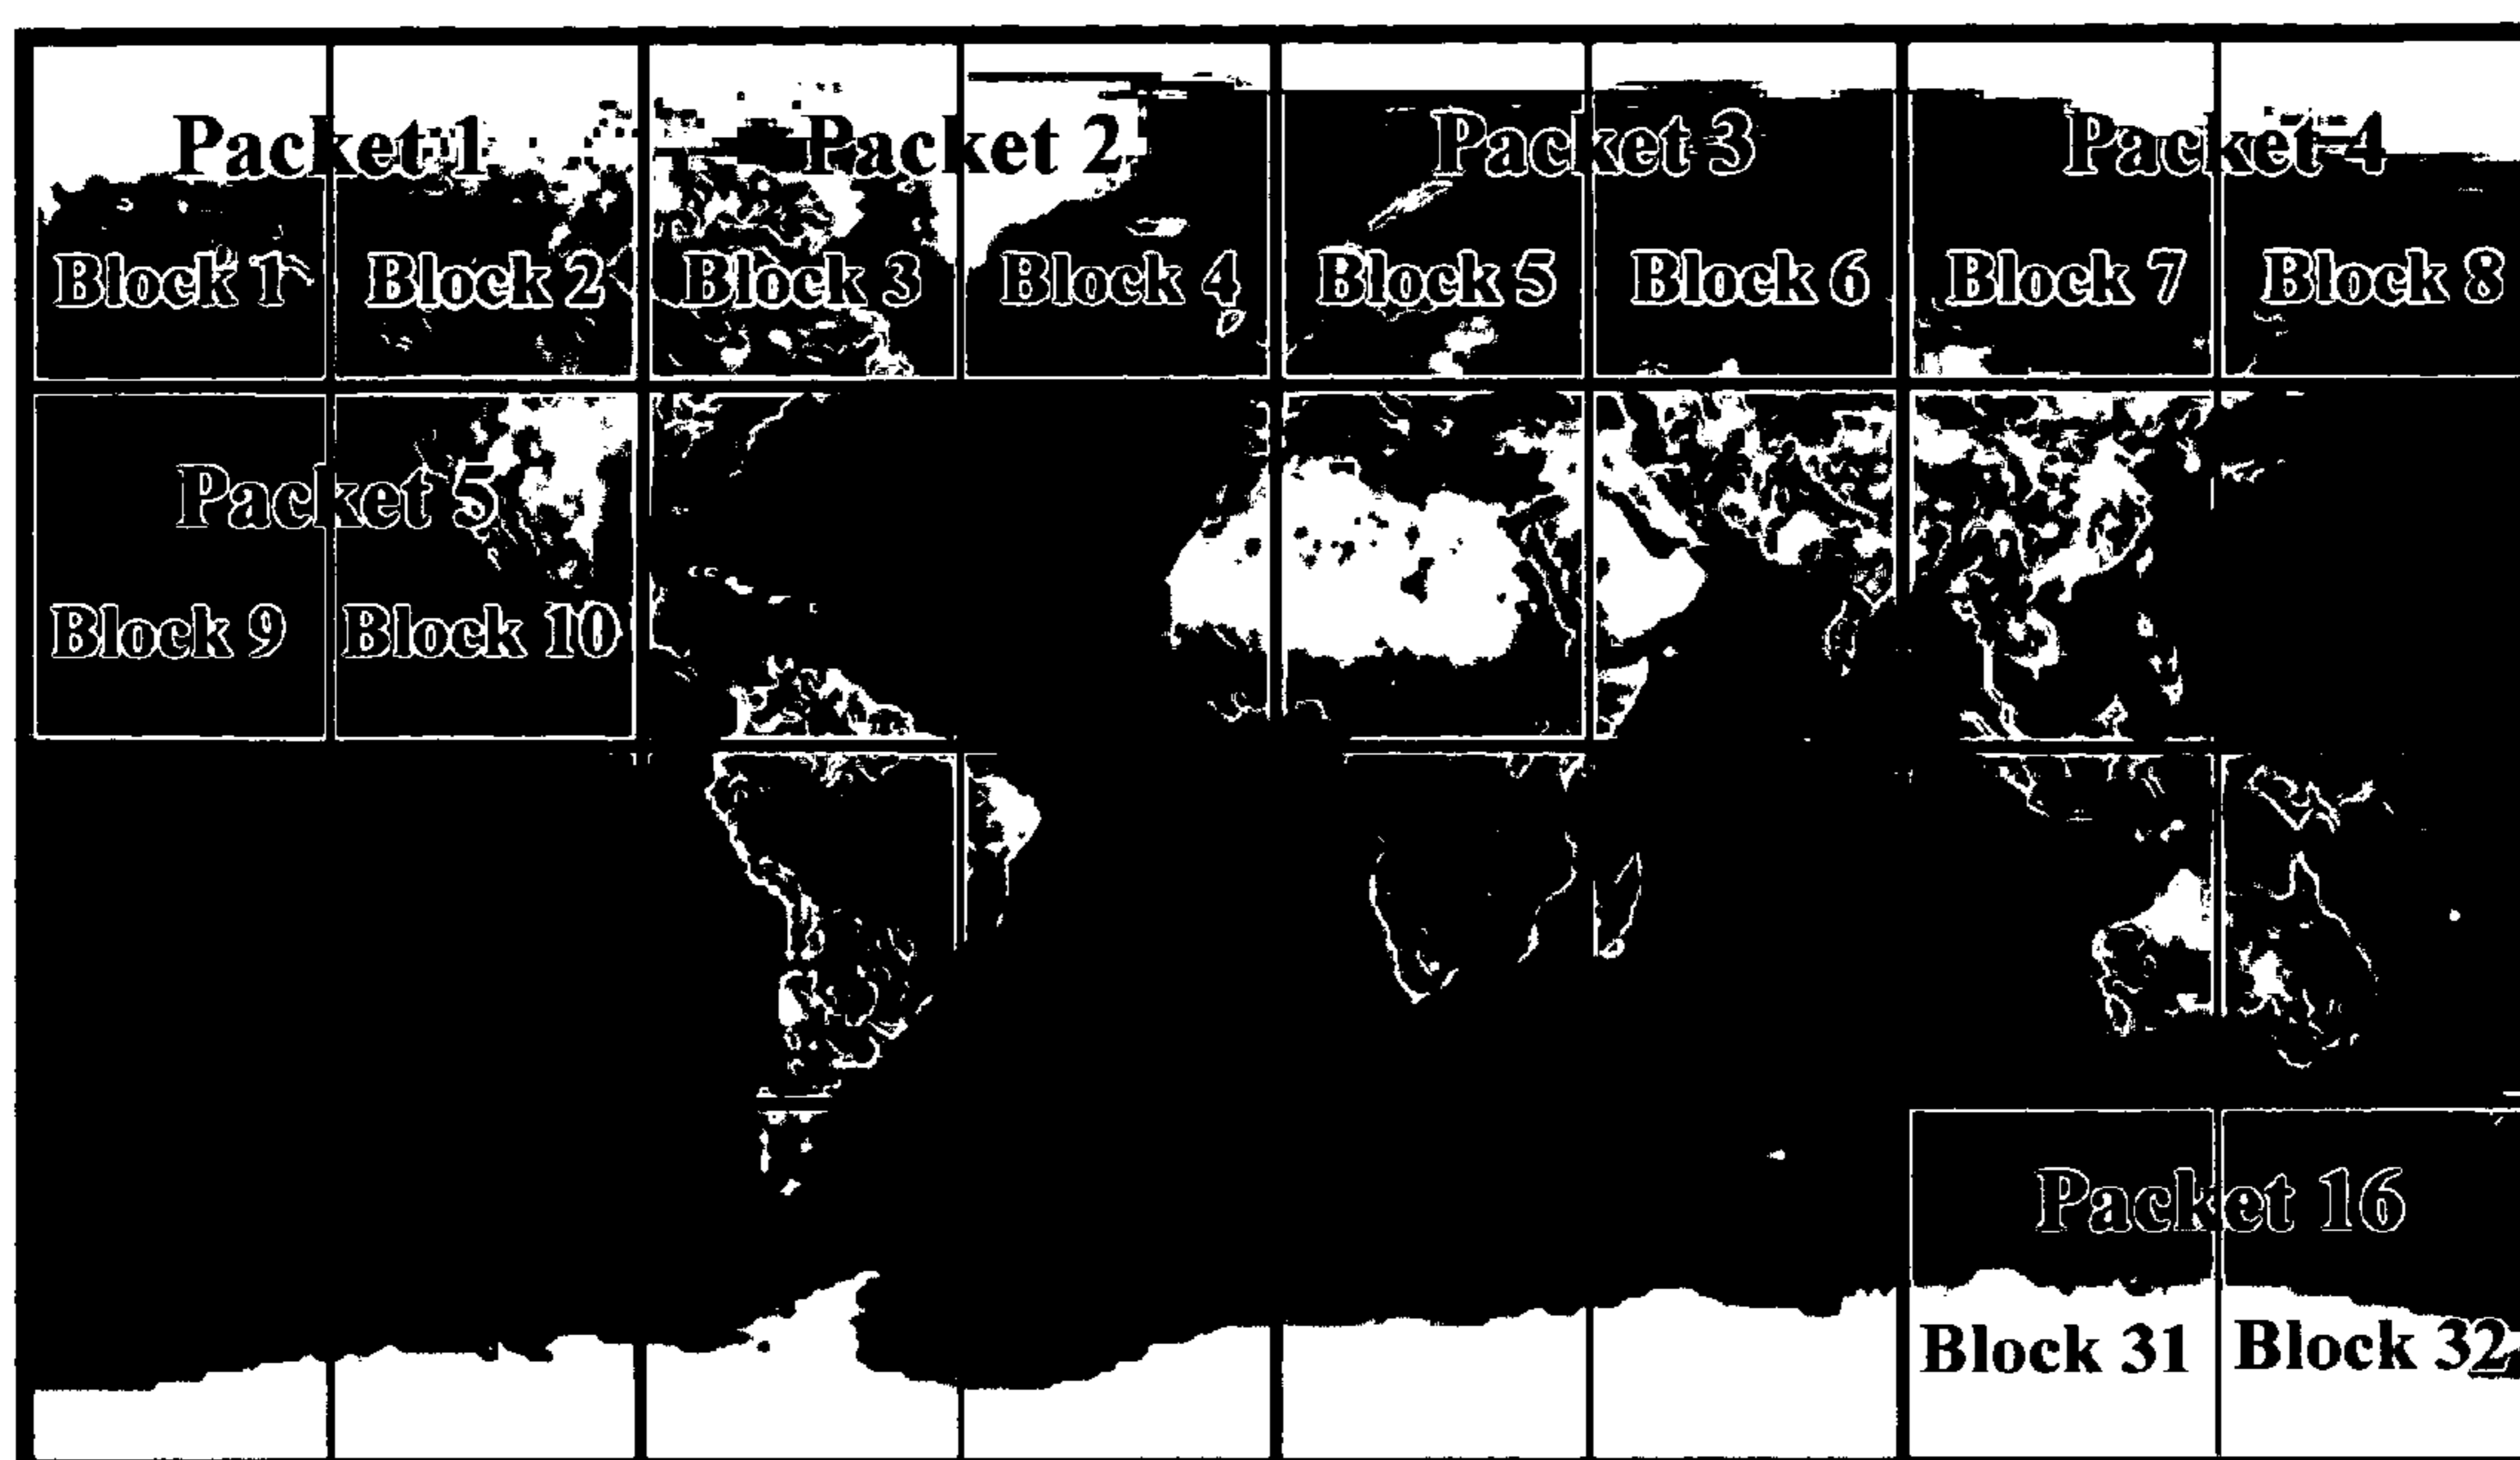 Packet 1 Packet 2 Packet 3 Packet 4
Block 1 Block 2 Block 3 Block 4 Block 5 Block 6 Block 7 Block 8
Packet 5
Block 9 Block 10
Packet 16
Block 31 Block 32